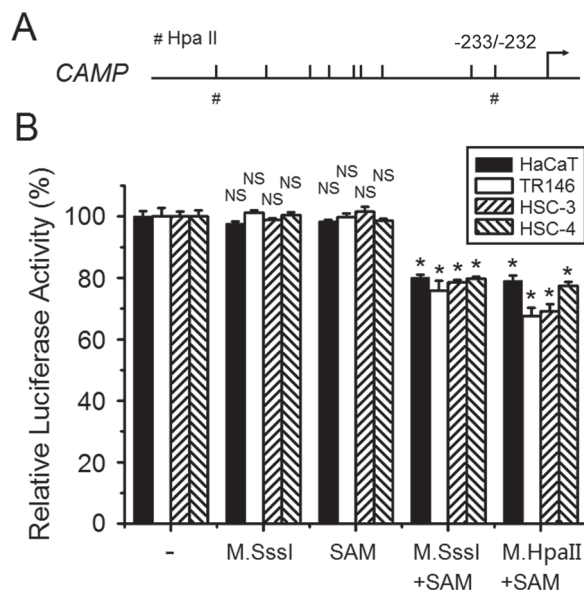 A
# Hpa II
-233/-232
CAMP
#
#
B
HaCaT
TR146
HSC-3
HSC-4
NS
NS
NS
NS
NS
NS
NS
NS
*
*
*
*
*
*
*
*
Relative Luciferase Activity (%)
100
80
60
40
20
0
-
M.SssI
SAM
M.SssI
+SAM
M.HpaII
+SAM